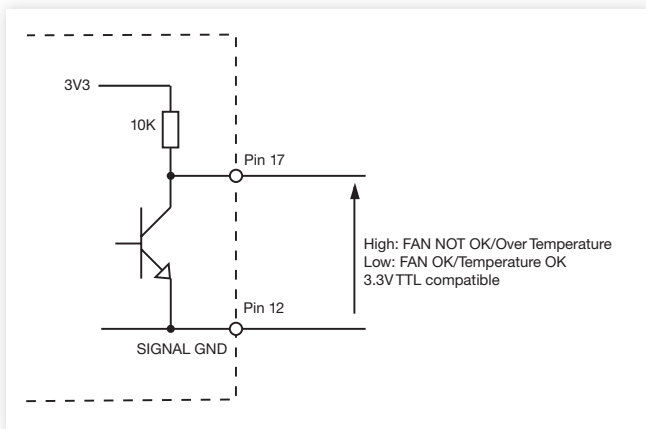 3V3
10K
Pin 17
High: FAN NOT OK/Over Temperature
Low: FAN OK/Temperature OK
3.3V TTL compatible
Pin 12
SIGNAL GND